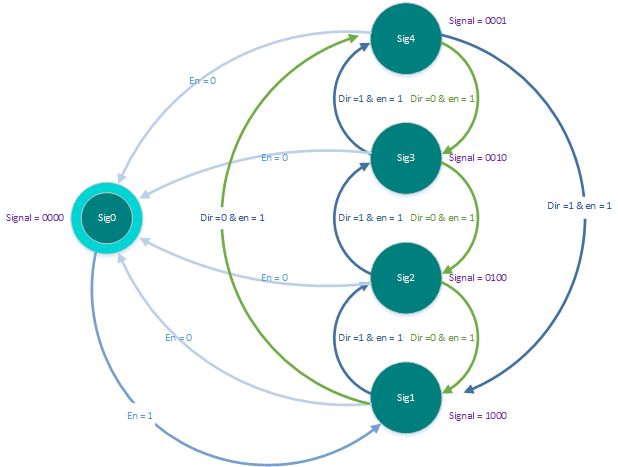 Signal = 0001
Sig4
En = 0
Dir =1 & en = 1
Dir =0 & en = 1
Signal = 0010
Sig3
En = 0
Dir =1 & en = 1
Signal = 0000
Sig0
Dir =0 & en = 1
Dir =1 & en = 1
Dir =0 & en = 1
Sig2
En = 0
Signal = 0100
En = 0
Dir =1 & en = 1
Dir =0 & en = 1
Sig1
En = 1
Signal = 1000